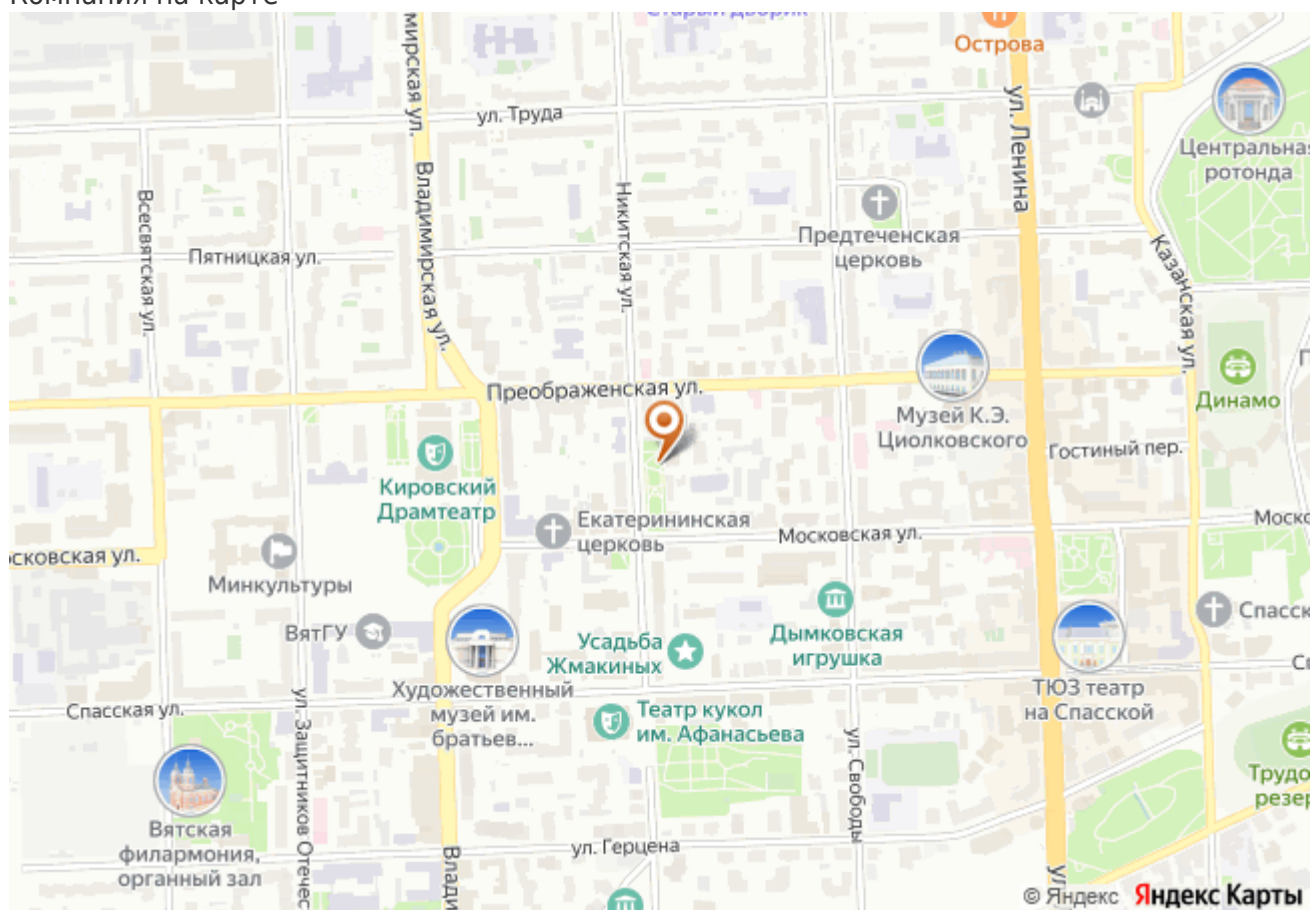 Компания на карте
Старый дворик
Острова
ул. Труда
мирская ул.
ул. Ленина
Центральная
ротонда
Всесвятская ул.
Владимирская ул.
Никитская ул.
Предтеченская
церковь
Пятницкая ул.
Казанская ул.
Преображенская ул.
Музей К.Э.
Циолковского
Динамо
Гостиный пер.
Кировский
Драмтеатр
Екатерининская
церковь
Московская ул.
Моско
осковская ул.
Минкультуры
ВятГУ
Усадьба
Жмакиных
Дымковская
игрушка
Спасск
Художественный
музей им.
братьев...
ТЮЗ театр
на Спасской
Сп
Спасская ул.
Театр кукол
им. Афанасьева
ул. Защитников Отечес
ул. Свободы
Трудо
резер
Вятская
филармония,
органный зал
Влади
ул. Герцена
ул
© Яндекс Яндекс Карты